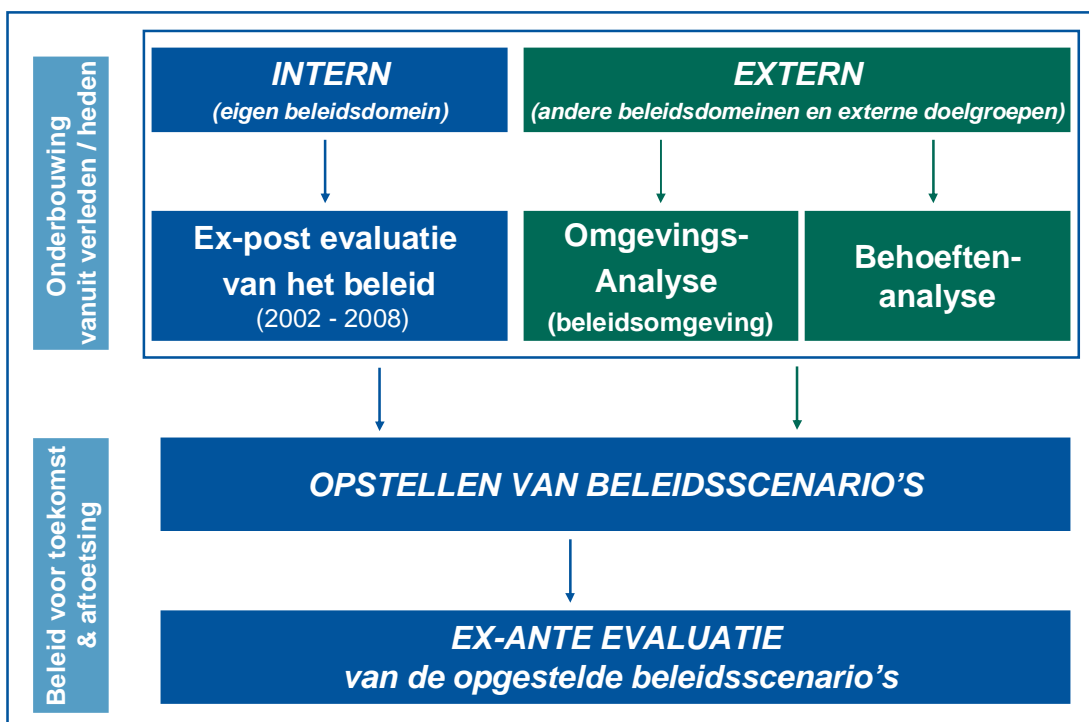 Onderbouwing
vanuit verleden / heden
INTERN
(eigen beleidsdomein)
EXTERN
(andere beleidsdomeinen en externe doelgroepen)
Ex-post evaluatie
van het beleid
(2002 - 2008)
Omgevings-
Analyse
(beleidsomgeving)
Behoeften-
analyse
Beleid voor toekomst
& aftoetsing
OPSTELLEN VAN BELEIDSSCENARIO’S
EX-ANTE EVALUATIE
van de opgestelde beleidsscenario’s